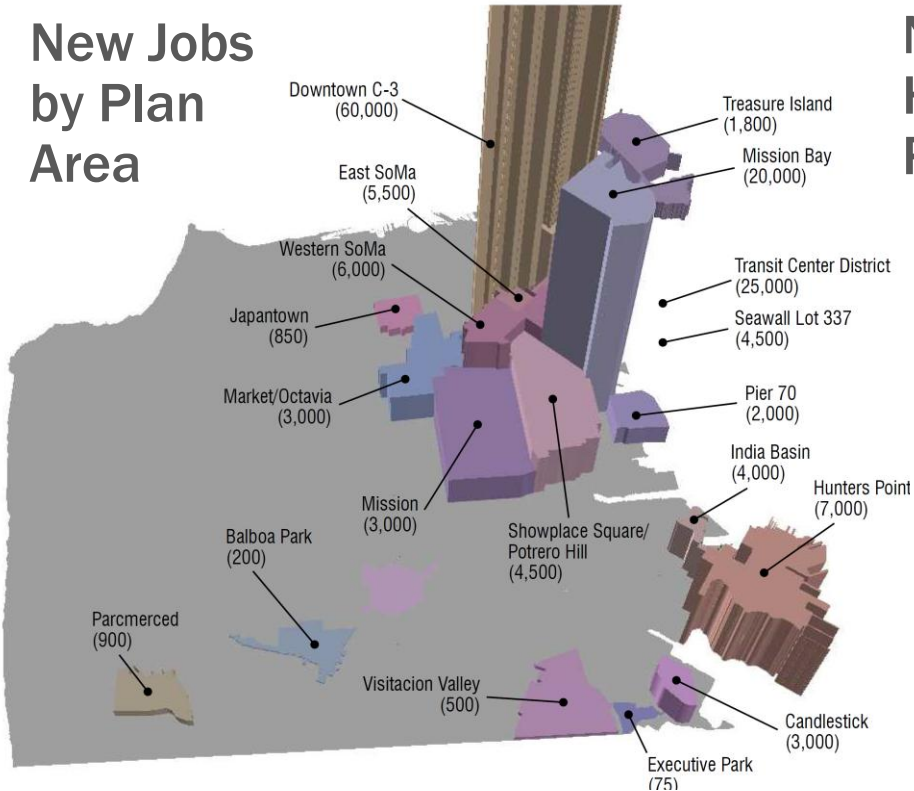 New Jobs
by Plan
Area
N
H
P
Downtown C-3
(60,000)
Treasure Island
(1,800)
Mission Bay
(20,000)
East SoMa
(5,500)
Western SoMa
(6,000)
Transit Center District
(25,000)
Japantown
(850)
Seawall Lot 337
(4,500)
Market/Octavia
(3,000)
Pier 70
(2,000)
India Basin
(4,000)
Hunters Point
(7,000)
Mission
(3,000)
Showplace Square/
Potrero Hill
(4,500)
Balboa Park
(200)
Parcmerced
(900)
Visitacion Valley
(500)
Candlestick
(3,000)
Executive Park
(75)